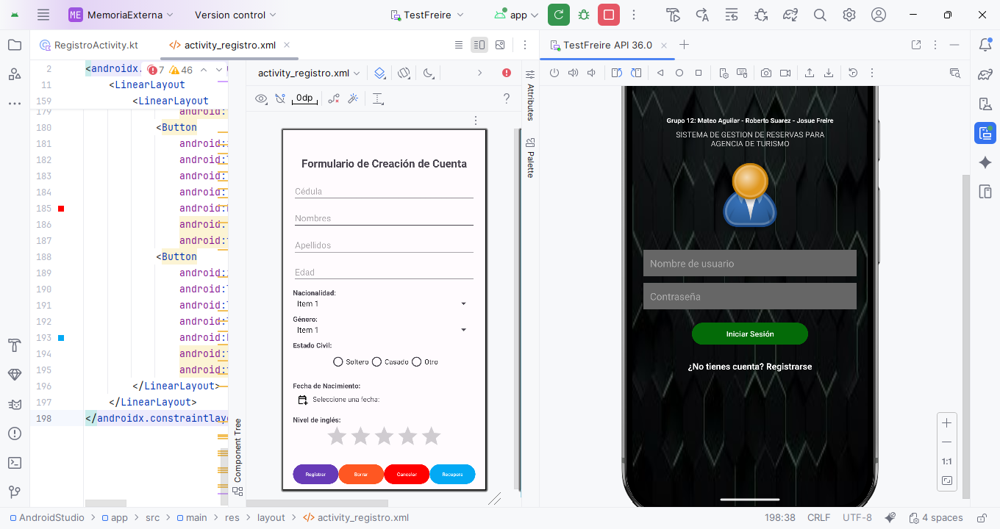 ME MemoriaExterna Version control TestFreire app
RegistroActivity.kt activity_registro.xml TestFreire API 36.0
2 <androidx. 7 46
11 <LinearLayout
159 <LinearLayout
179 android:
180 <Button
181 android:
182 android:
183 android:
184 android:
185 android:
186 android:
187 android:
188 <Button
189 android:
190 android:
191 android:
192 android:
193 android:
194 android:
195 android:
196 </LinearLayout>
197 </LinearLayout>
198 </androidx.constraintlay
activity_registro.xml
0dp ?
Formulario de Creación de Cuenta
Cédula
Nombres
Apellidos
Edad
Nacionalidad:
Item 1
Género:
Item 1
Estado Civil:
Soltero Casado Otro
Fecha de Nacimiento:
Seleccione una fecha:
Nivel de inglés:
Registrar Borrar Cancelar Recupera
Component Tree
Attributes
Palette
Grupo 12: Mateo Aguilar - Roberto Suarez - Josue Freire
SISTEMA DE GESTION DE RESERVAS PARA
AGENCIA DE TURISMO
Nombre de usuario
Contraseña
Iniciar Sesión
¿No tienes cuenta? Registrarse
1:1
AndroidStudio > app > src > main > res > layout > activity_registro.xml 198:38 CRLF UTF-8 4 spaces